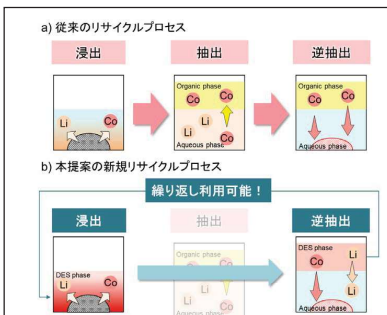 a) 従来のリサイクルプロセス
浸出
抽出
逆抽出
Li
Co
Organic phase
Co
Co
Li
Li
Co
Aqueous phase
Organic phase
Co
Co
Aqueous phase
b) 本提案の新規リサイクルプロセス
繰り返し利用可能！
浸出
抽出
逆抽出
DES phase
Li
Co
Organic phase
Aqueous phase
DES phase
Co
Li
Li
Aqueous phase